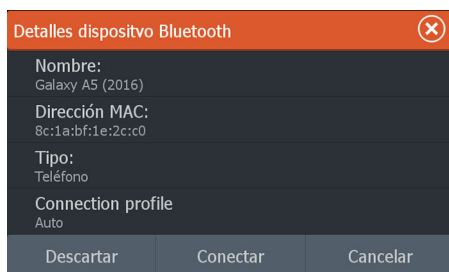 Detalles dispositvo Bluetooth
Nombre:
Galaxy A5 (2016)
Dirección MAC:
8c:1a:bf:1e:2c:c0
Tipo:
Teléfono
Connection profile
Auto
Descartar Conectar Cancelar